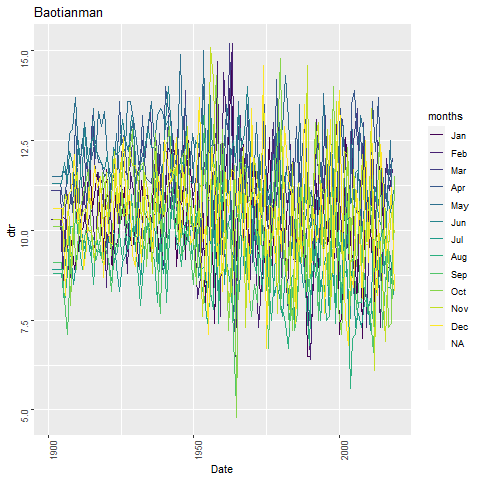 Baotianman
dtr
15.0
12.5
10.0
7.5
5.0
1900
1950
2000
Date
months
Jan
Feb
Mar
Apr
May
Jun
Jul
Aug
Sep
Oct
Nov
Dec
NA